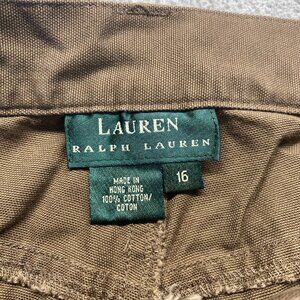 LAUREN
RALPH LAUREN
MADE IN
HONG KONG
100% COTTON/
COTON
16